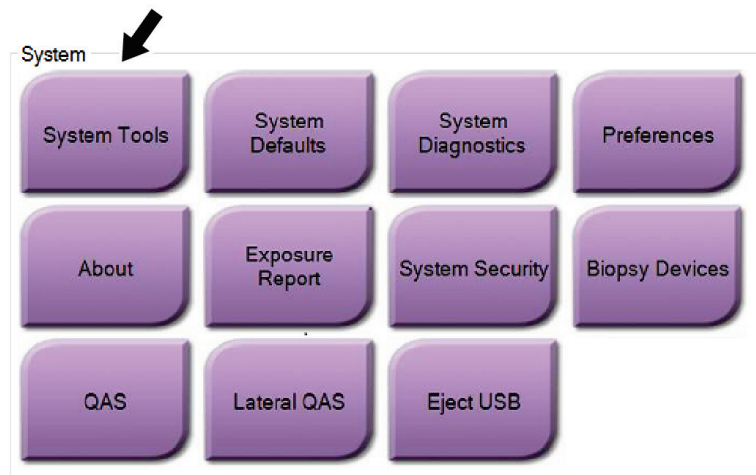 System
System Tools
System
Defaults
System
Diagnostics
Preferences
About
Exposure
Report
System Security
Biopsy Devices
QAS
Lateral QAS
Eject USB